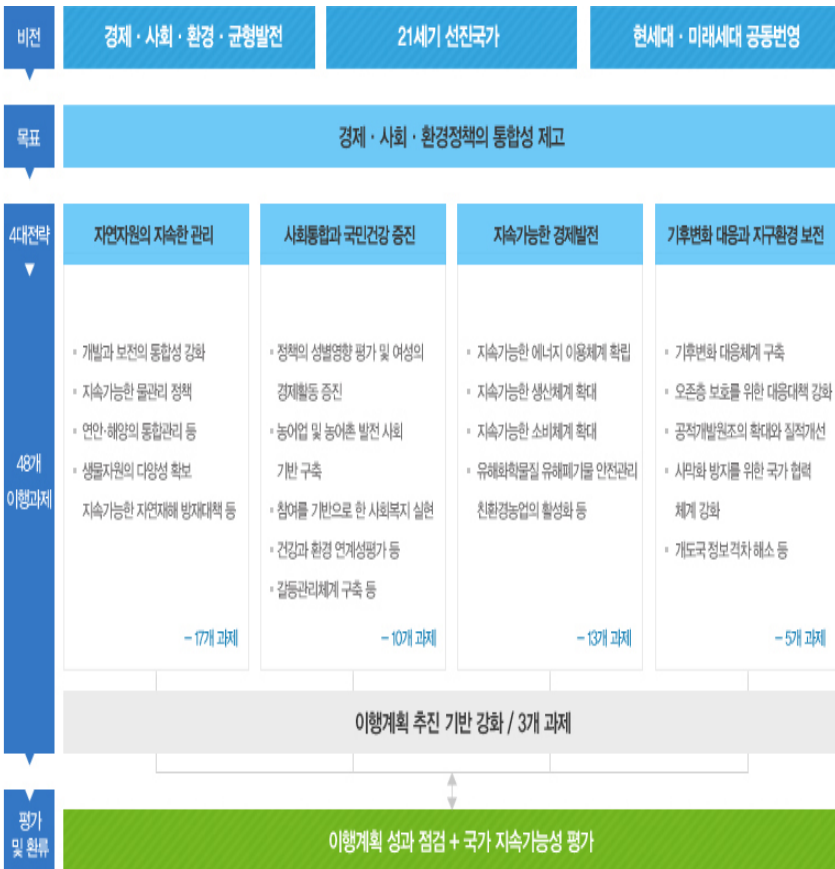 비전
경제 · 사회 · 환경 · 균형발전
21세기 선진국가
현세대 · 미래세대 공동번영
목표
경제 · 사회 · 환경정책의 통합성 제고
4대전략
자연자원의 지속한 관리
사회통합과 국민건강 증진
지속가능한 경제발전
기후변화 대응과 지구환경 보전
48개
이행과제
개발과 보전의 통합성 강화
지속가능한 물관리 정책
연안·해양의 통합관리 등
생물자원의 다양성 확보
지속가능한 자연재해 방재대책 등
– 17개 과제
정책의 성별영향 평가 및 여성의
경제활동 증진
농어업 및 농어촌 발전 사회
기반 구축
참여를 기반으로 한 사회복지 실현
건강과 환경 연계성평가 등
갈등관리체계 구축 등
– 10개 과제
지속가능한 에너지 이용체계 확립
지속가능한 생산체계 확대
지속가능한 소비체계 확대
유해화학물질 유해폐기물 안전관리
친환경농업의 활성화 등
– 13개 과제
기후변화 대응체계 구축
오존층 보호를 위한 대응대책 강화
공적개발원조의 확대와 질적개선
사막화 방지를 위한 국가 협력
체계 강화
개도국 정보격차 해소 등
– 5개 과제
이행계획 추진 기반 강화 / 3개 과제
평가
및 환류
이행계획 성과 점검 + 국가 지속가능성 평가